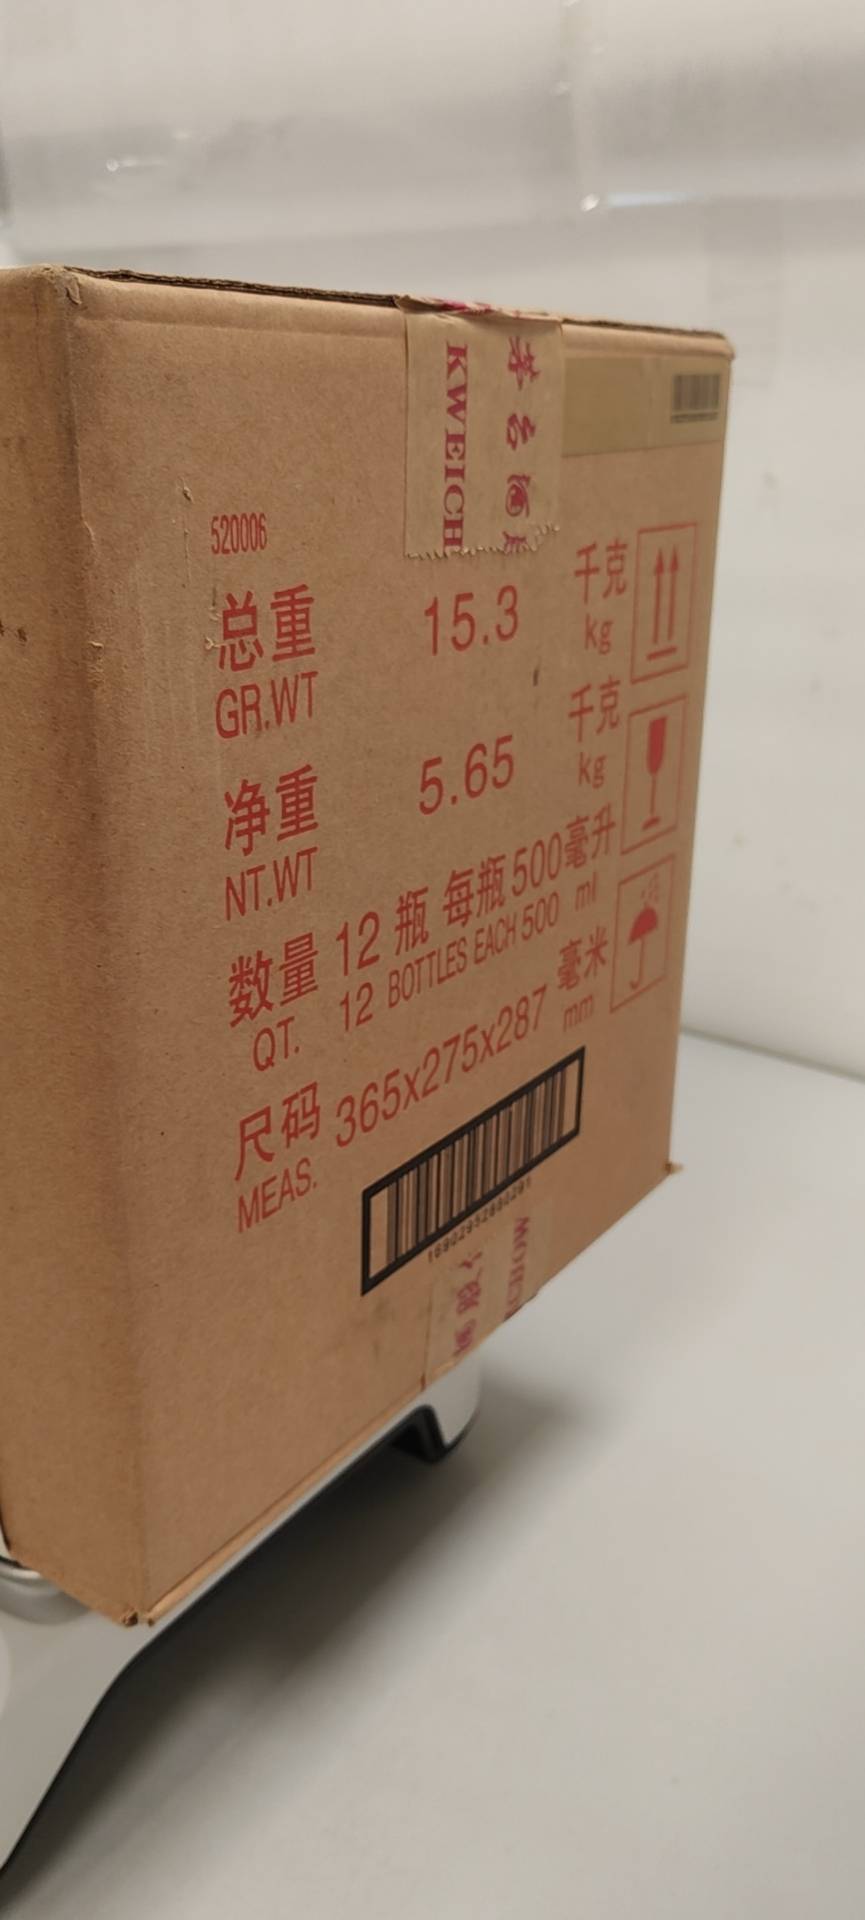 茅台酒
KWEICH
520006
总重 15.3 千克
GR.WT kg
净重 5.65 千克
NT.WT kg
数量 12 瓶 每瓶 500 毫升
QT. 12 BOTTLES EACH 500 ml
尺码 365x275x287 毫米
MEAS. mm